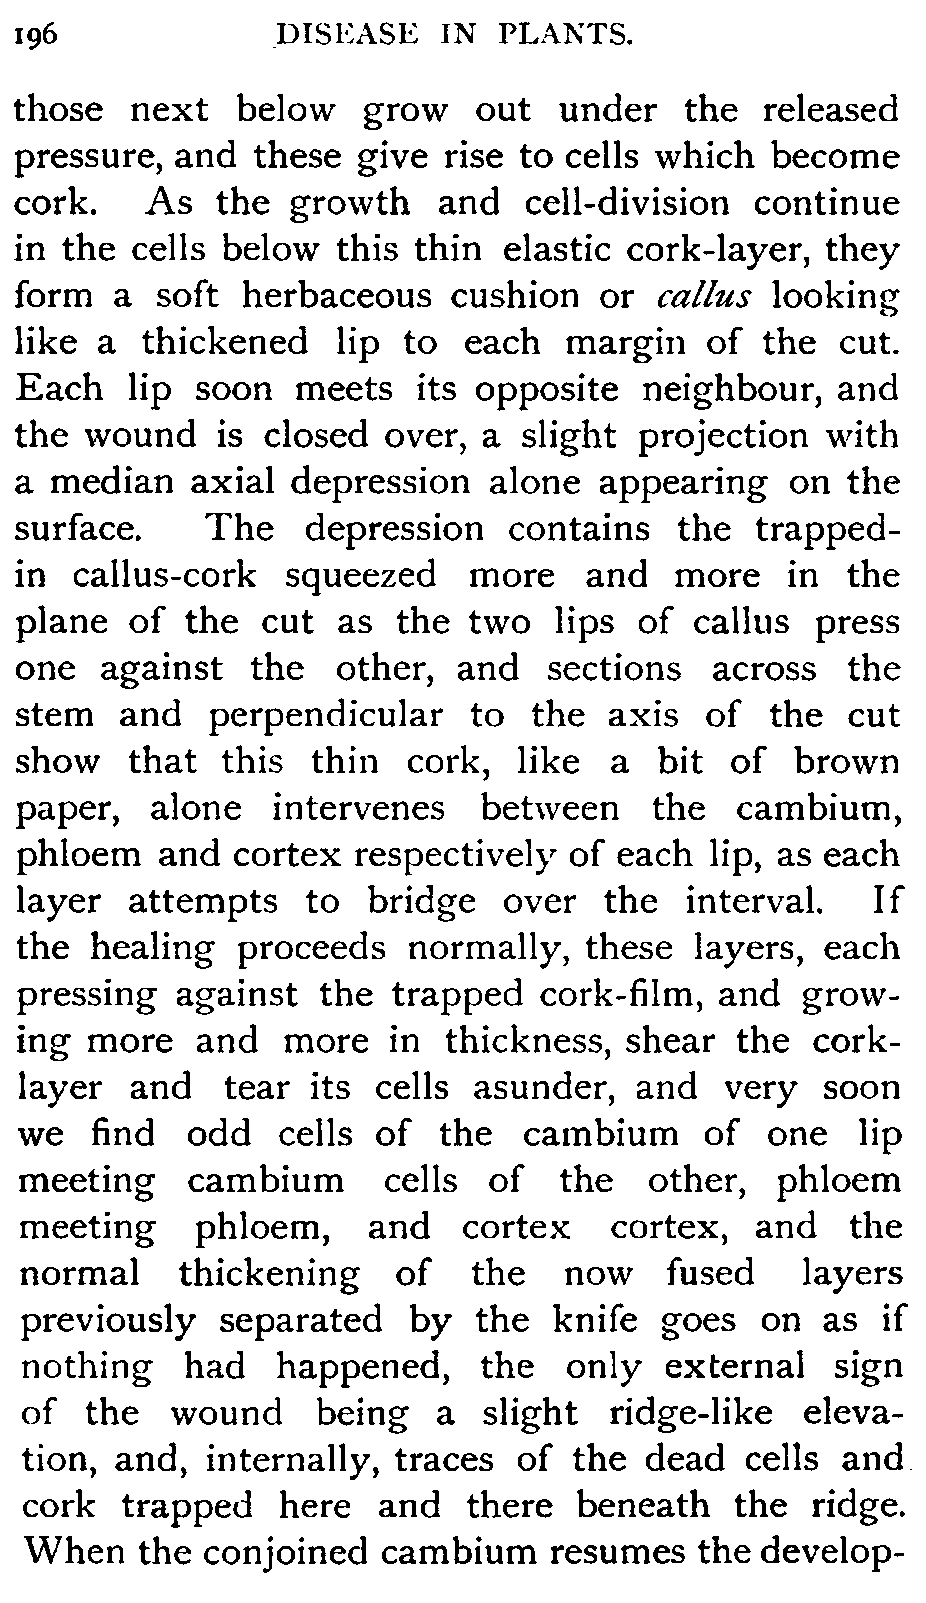 196 DISEASE IN PLANTS.
those next below grow out under the released
pressure, and these give rise to cells which become
cork. As the growth and cell-division continue
in the cells below this thin elastic cork-layer, they
form a soft herbaceous cushion or callus looking
like a thickened lip to each margin of the cut.
Each lip soon meets its opposite neighbour, and
the wound is closed over, a slight projection with
a median axial depression alone appearing on the
surface. The depression contains the trapped-
in callus-cork squeezed more and more in the
plane of the cut as the two lips of callus press
one against the other, and sections across the
stem and perpendicular to the axis of the cut
show that this thin cork, like a bit of brown
paper, alone intervenes between the cambium,
phloem and cortex respectively of each lip, as each
layer attempts to bridge over the interval. If
the healing proceeds normally, these layers, each
pressing against the trapped cork-film, and grow-
ing more and more in thickness, shear the cork-
layer and tear its cells asunder, and very soon
we find odd cells of the cambium of one lip
meeting cambium cells of the other, phloem
meeting phloem, and cortex cortex, and the
normal thickening of the now fused layers
previously separated by the knife goes on as if
nothing had happened, the only external sign
of the wound being a slight ridge-like eleva-
tion, and, internally, traces of the dead cells and
cork trapped here and there beneath the ridge.
When the conjoined cambium resumes the develop-